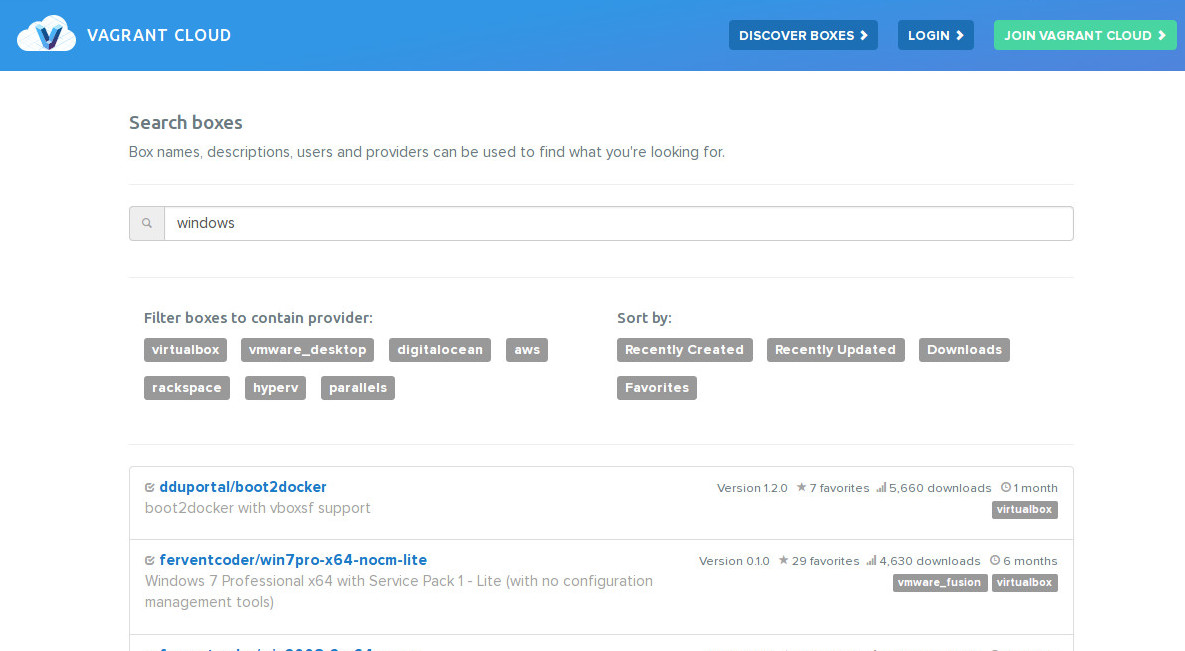 VAGRANT CLOUD
DISCOVER BOXES
LOGIN
JOIN VAGRANT CLOUD
Search boxes
Box names, descriptions, users and providers can be used to find what you're looking for.
windows
Filter boxes to contain provider:
virtualbox vmware_desktop digitalocean aws
rackspace hyperv parallels
Sort by:
Recently Created Recently Updated Downloads
Favorites
dduportal/boot2docker
Version 1.2.0 7 favorites 5,660 downloads 1 month
boot2docker with vboxsf support
virtualbox
ferventcoder/win7pro-x64-nocm-lite
Version 0.1.0 29 favorites 4,630 downloads 6 months
Windows 7 Professional x64 with Service Pack 1 - Lite (with no configuration
management tools)
vmware_fusion virtualbox